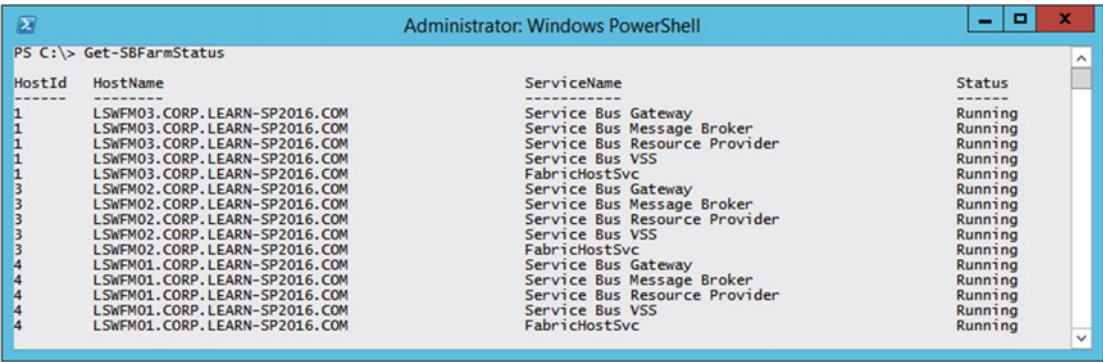 Administrator: Windows PowerShell
PS C:\> Get-SBFarmStatus
HostId HostName ServiceName Status
------ -------- ----------- ------
1 LSWFM03.CORP.LEARN-SP2016.COM Service Bus Gateway Running
1 LSWFM03.CORP.LEARN-SP2016.COM Service Bus Message Broker Running
1 LSWFM03.CORP.LEARN-SP2016.COM Service Bus Resource Provider Running
1 LSWFM03.CORP.LEARN-SP2016.COM Service Bus VSS Running
1 LSWFM03.CORP.LEARN-SP2016.COM FabricHostSvc Running
3 LSWFM02.CORP.LEARN-SP2016.COM Service Bus Gateway Running
3 LSWFM02.CORP.LEARN-SP2016.COM Service Bus Message Broker Running
3 LSWFM02.CORP.LEARN-SP2016.COM Service Bus Resource Provider Running
3 LSWFM02.CORP.LEARN-SP2016.COM Service Bus VSS Running
3 LSWFM02.CORP.LEARN-SP2016.COM FabricHostSvc Running
4 LSWFM01.CORP.LEARN-SP2016.COM Service Bus Gateway Running
4 LSWFM01.CORP.LEARN-SP2016.COM Service Bus Message Broker Running
4 LSWFM01.CORP.LEARN-SP2016.COM Service Bus Resource Provider Running
4 LSWFM01.CORP.LEARN-SP2016.COM Service Bus VSS Running
4 LSWFM01.CORP.LEARN-SP2016.COM FabricHostSvc Running